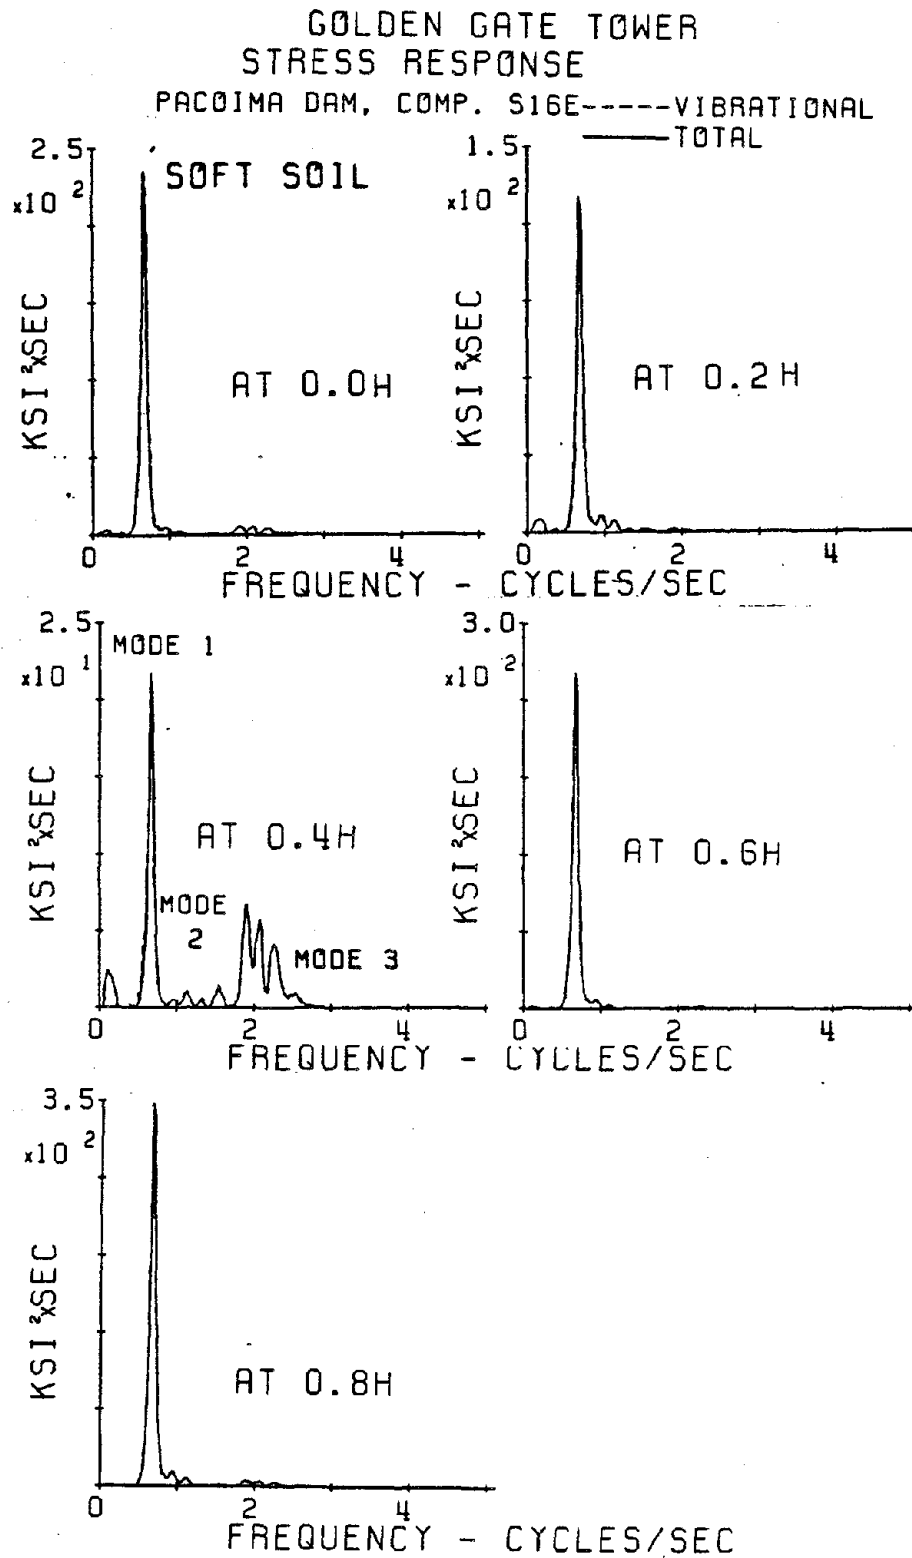 GOLDEN GATE TOWER
STRESS RESPONSE
PACOIMA DAM, COMP. S16E-----VIBRATIONAL
TOTAL
2.5
x10 2
SOFT SOIL
KSI2xSEC
AT 0.0H
0 2 4
1.5
x10 2
KSI2xSEC
AT 0.2H
0 2 4
FREQUENCY - CYCLES/SEC
2.5
x10 1
MODE 1
KSI2xSEC
AT 0.4H
MODE
2
MODE 3
0 2 4
3.0
x10 2
KSI2xSEC
AT 0.6H
0 2 4
FREQUENCY - CYCLES/SEC
3.5
x10 2
KSI2xSEC
AT 0.8H
0 2 4
FREQUENCY - CYCLES/SEC